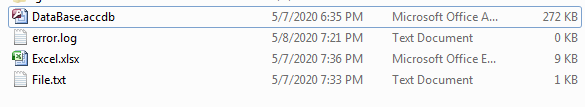 DataBase.accdb 5/7/2020 6:35 PM Microsoft Office A... 272 KB
error.log 5/8/2020 7:21 PM Text Document 0 KB
Excel.xlsx 5/7/2020 7:36 PM Microsoft Office E... 9 KB
File.txt 5/7/2020 7:33 PM Text Document 1 KB